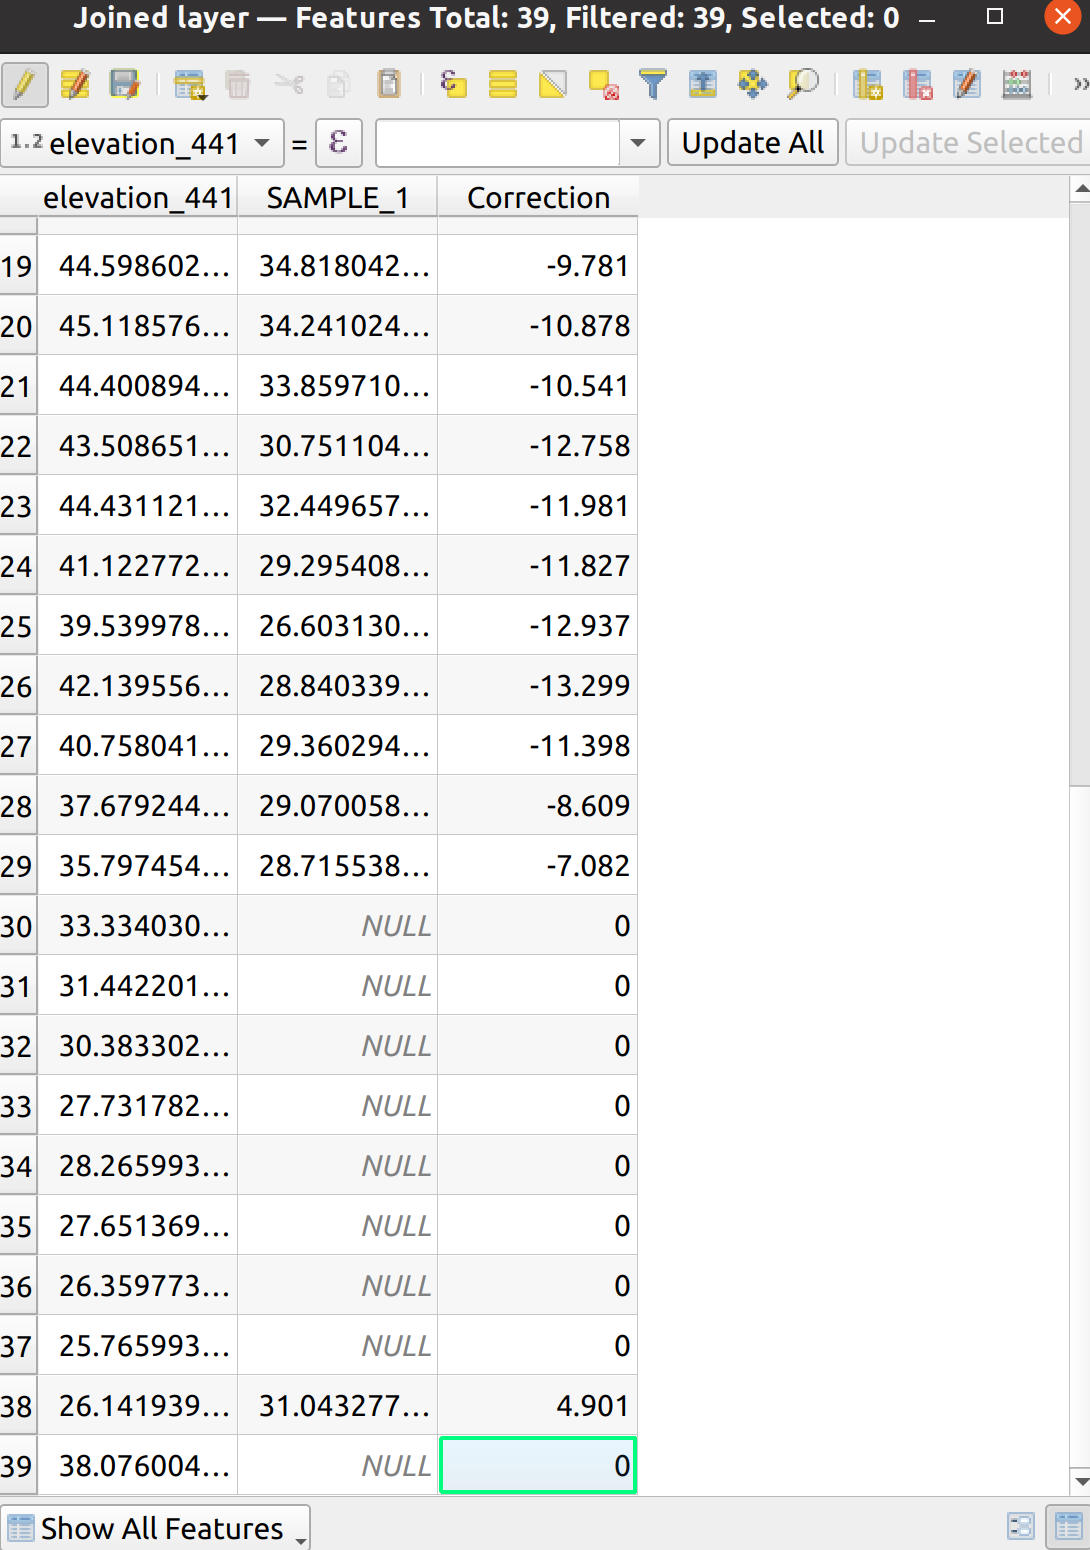 Joined layer — Features Total: 39, Filtered: 39, Selected: 0
1.2 elevation_441 = ε Update All Update Selected
elevation_441 SAMPLE_1 Correction
19 44.598602... 34.818042... -9.781
20 45.118576... 34.241024... -10.878
21 44.400894... 33.859710... -10.541
22 43.508651... 30.751104... -12.758
23 44.431121... 32.449657... -11.981
24 41.122772... 29.295408... -11.827
25 39.539978... 26.603130... -12.937
26 42.139556... 28.840339... -13.299
27 40.758041... 29.360294... -11.398
28 37.679244... 29.070058... -8.609
29 35.797454... 28.715538... -7.082
30 33.334030... NULL 0
31 31.442201... NULL 0
32 30.383302... NULL 0
33 27.731782... NULL 0
34 28.265993... NULL 0
35 27.651369... NULL 0
36 26.359773... NULL 0
37 25.765993... NULL 0
38 26.141939... 31.043277... 4.901
39 38.076004... NULL 0
Show All Features